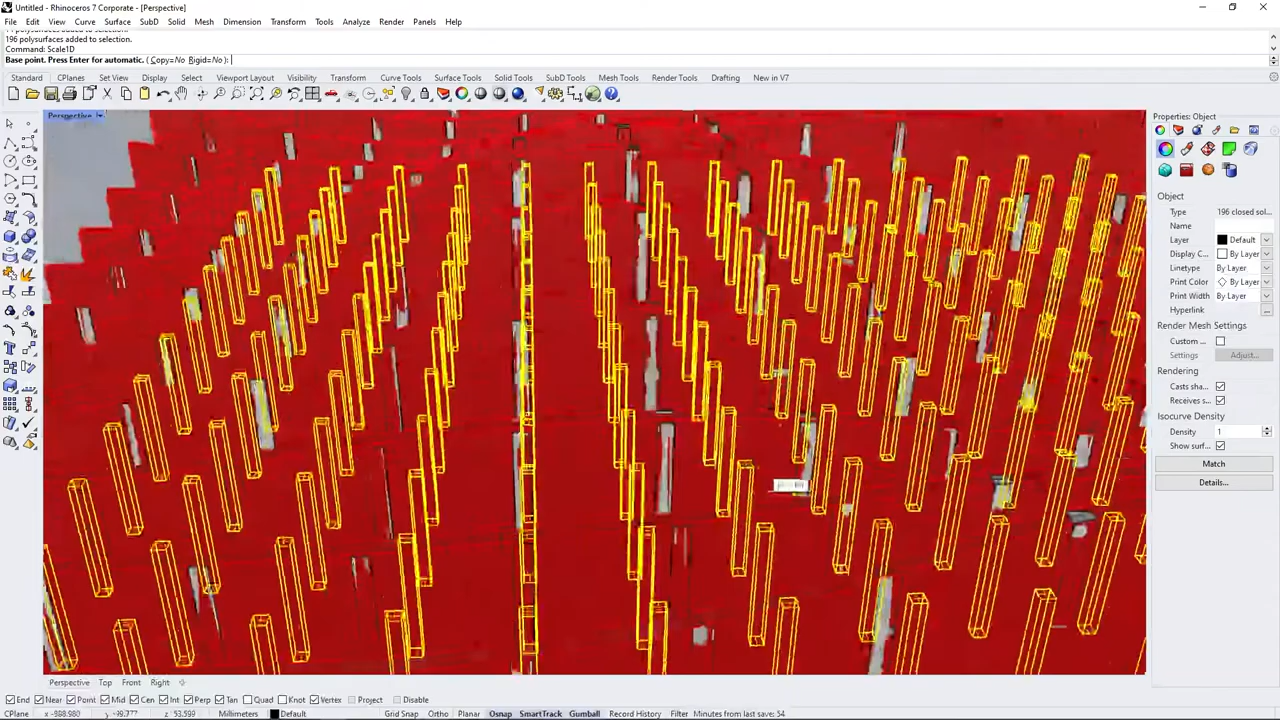 Untitled - Rhinoceros 7 Corporate - [Perspective]
File Edit View Curve Surface SubD Solid Mesh Dimension Transform Tools Analyze Render Panels Help
196 polysurfaces added to selection.
Command: Scale1D
Base point. Press Enter for automatic. ( Copy=No Rigid=No ):
Standard CPlanes Set View Display Select Viewport Layout Visibility Transform Curve Tools Surface Tools Solid Tools SubD Tools Mesh Tools Render Tools Drafting New in V7
Perspective
Properties: Object
Object
Type 196 closed sol...
Name
Layer Default
Display C... By Layer
Linetype By Layer
Print Color By Layer
Print Width By Layer
Hyperlink
Render Mesh Settings
Custom ...
Settings Adjust...
Rendering
Casts sha...
Receives s...
Isocurve Density
Density 1
Show surf...
Match
Details...
Perspective Top Front Right
End Near Point Mid Cen Int Perp Tan Quad Knot Vertex Project Disable
CPlane z 53.599 Millimeters Default Grid Snap Ortho Planar Osnap SmartTrack Gumball Record History Filter Minutes from last save: 54